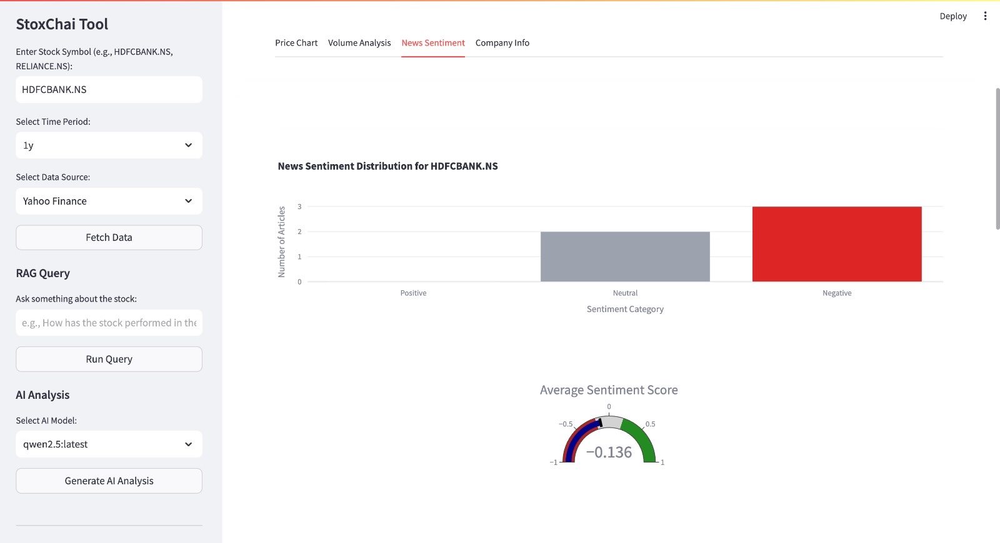 StoxChai Tool
Enter Stock Symbol (e.g., HDFCBANK.NS,
RELIANCE.NS):
HDFCBANK.NS
Select Time Period:
1y
Select Data Source:
Yahoo Finance
Fetch Data
RAG Query
Ask something about the stock:
e.g., How has the stock performed in the
Run Query
AI Analysis
Select AI Model:
qwen2.5:latest
Generate AI Analysis
Deploy
Price Chart
Volume Analysis
News Sentiment
Company Info
News Sentiment Distribution for HDFCBANK.NS
Number of Articles
3
2
1
0
Positive
Neutral
Negative
Sentiment Category
Average Sentiment Score
0
−0.5
0.5
−0.136
−1
1